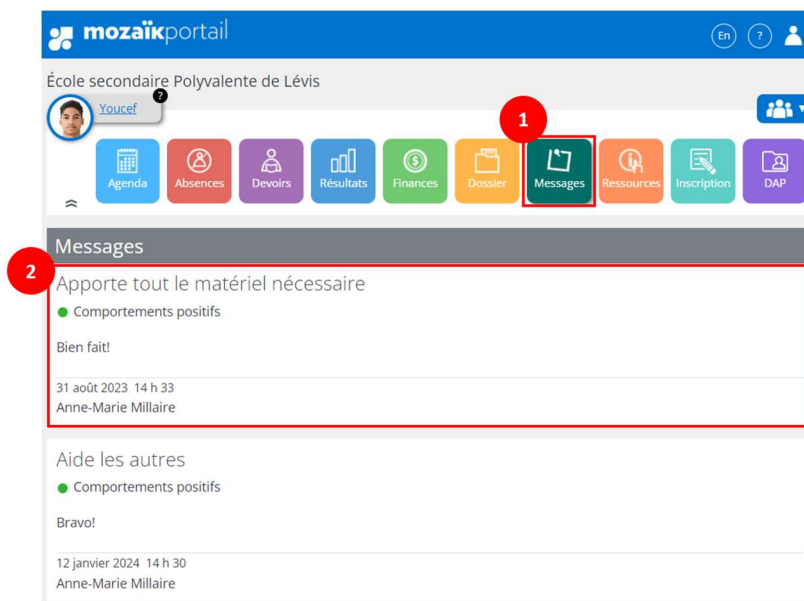 mozaïkportail
En
?
École secondaire Polyvalente de Lévis
?
Youcef
1
Agenda
Absences
Devoirs
Résultats
Finances
Dossier
Messages
Ressources
Inscription
DAP
Messages
2
Apporte tout le matériel nécessaire
Comportements positifs
Bien fait!
31 août 2023 14 h 33
Anne-Marie Millaire
Aide les autres
Comportements positifs
Bravo!
12 janvier 2024 14 h 30
Anne-Marie Millaire